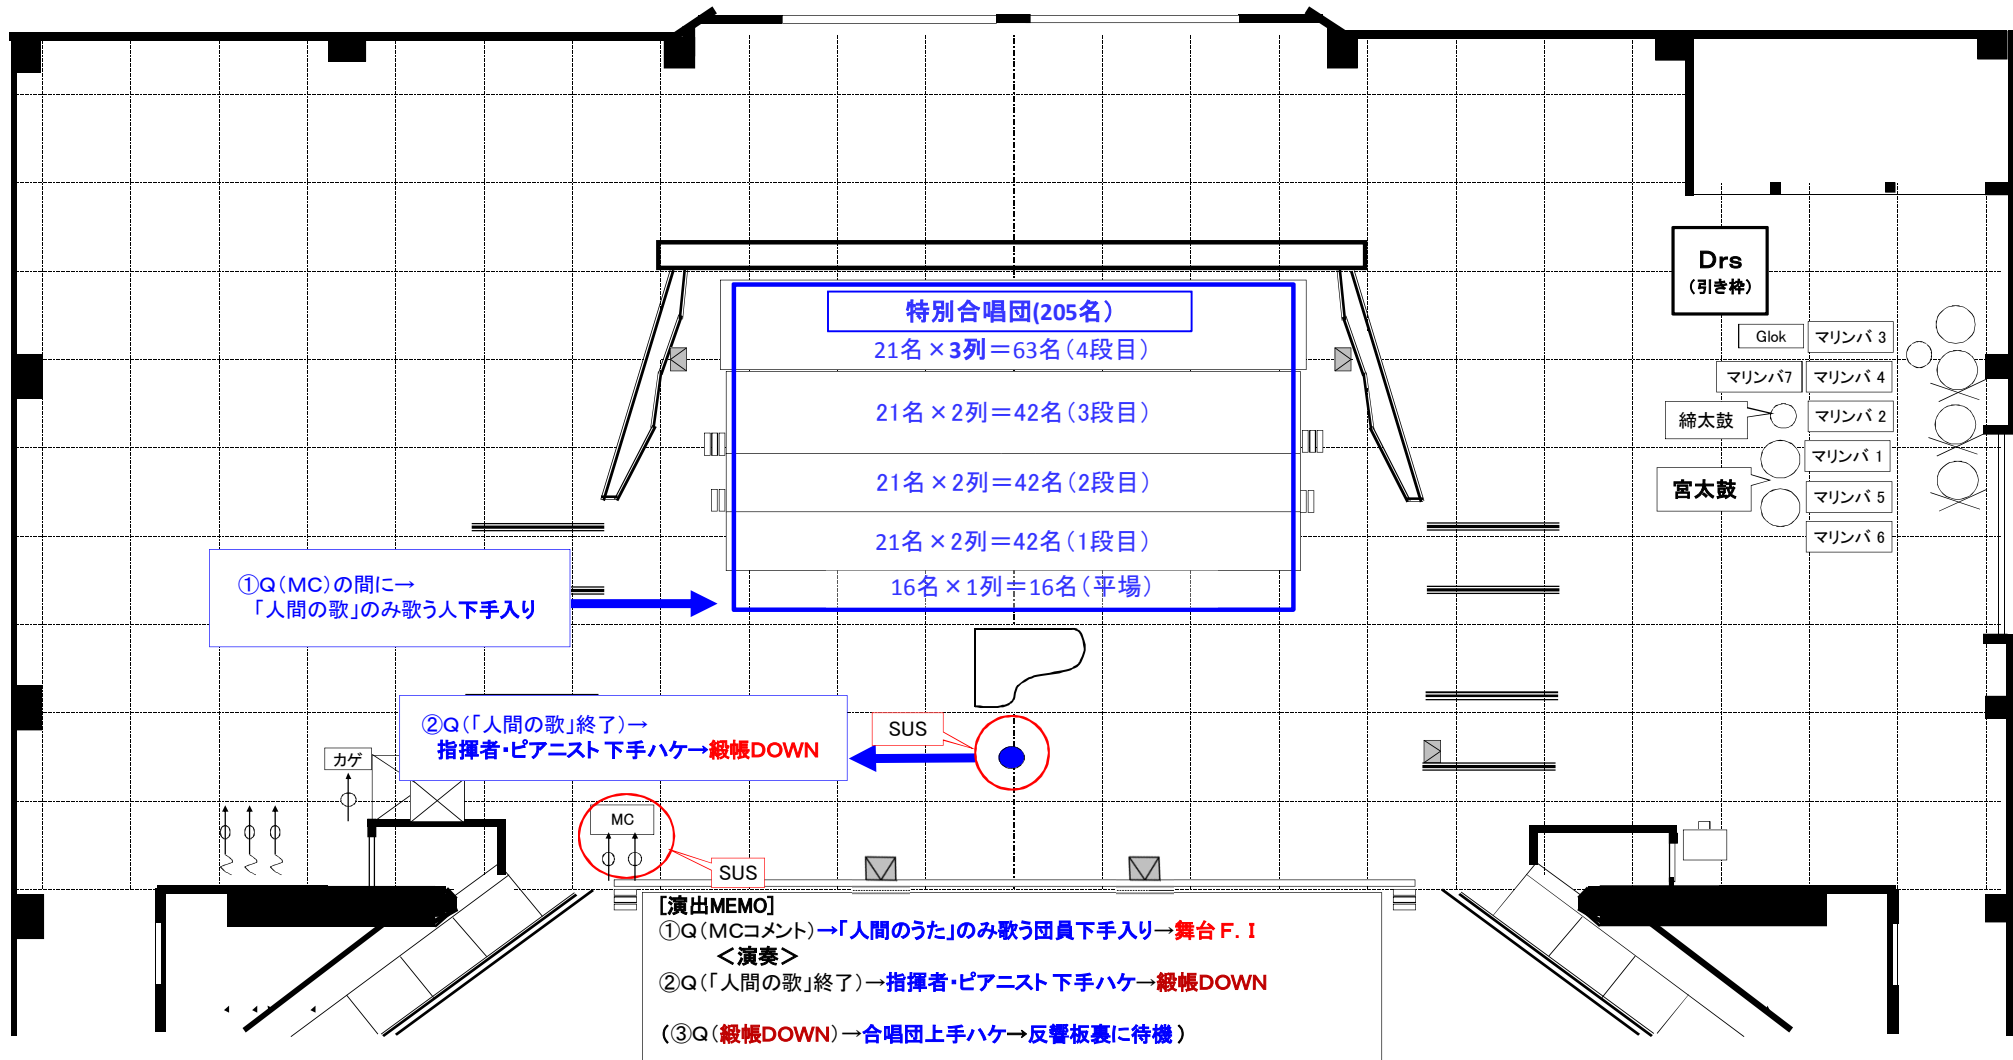 特別合唱団(205名)
21名×3列＝63名(4段目)
21名×2列＝42名(3段目)
21名×2列＝42名(2段目)
21名×2列＝42名(1段目)
16名×1列＝16名(平場)
Drs
(引き枠)
Glok
マリンバ 3
マリンバ7
マリンバ 4
締太鼓
マリンバ 2
マリンバ 1
宮太鼓
マリンバ 5
マリンバ 6
①Q(MC)の間に→
「人間の歌」のみ歌う人下手入り
②Q(「人間の歌」終了)→
指揮者・ピアニスト 下手ハケ→緞帳DOWN
SUS
カゲ
MC
SUS
[演出MEMO]
①Q(MCコメント)→「人間のうた」のみ歌う団員下手入り→舞台F. I
＜演奏＞
②Q(「人間の歌」終了)→指揮者・ピアニスト 下手ハケ→緞帳DOWN
(③Q(緞帳DOWN)→合唱団上手ハケ→反響板裏に待機)